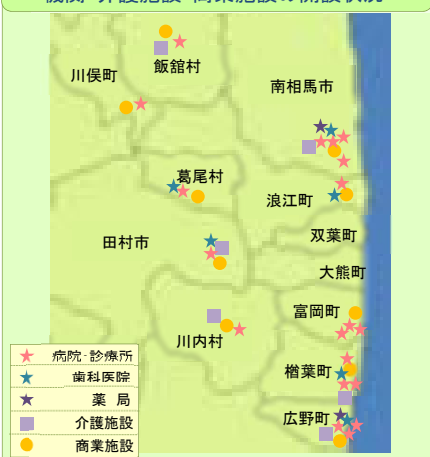 機関・介護施設・商業施設の開設状況
飯舘村
川俣町
南相馬市
葛尾村
浪江町
田村市
双葉町
大熊町
富岡町
川内村
楢葉町
広野町
病院・診療所
歯科医院
薬局
介護施設
商業施設